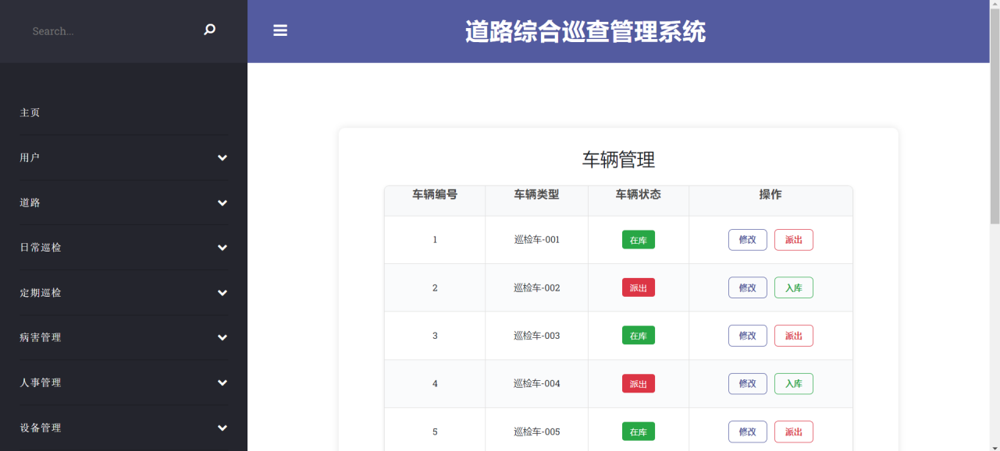 Search...
道路综合巡查管理系统
主页
用户
道路
日常巡检
定期巡检
病害管理
人事管理
设备管理
车辆管理
车辆编号 车辆类型 车辆状态 操作
1 巡检车-001 在库 修改 派出
2 巡检车-002 派出 修改 入库
3 巡检车-003 在库 修改 派出
4 巡检车-004 派出 修改 入库
5 巡检车-005 在库 修改 派出